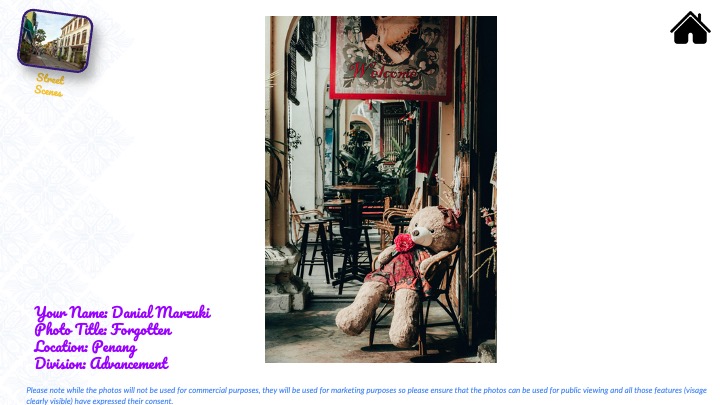 Street
Scenes
Welcome
Your Name: Danial Marzuki
Photo Title: Forgotten
Location: Penang
Division: Advancement
Please note while the photos will not be used for commercial purposes, they will be used for marketing purposes so please ensure that the photos can be used for public viewing and all those features (visage
clearly visible) have expressed their consent.